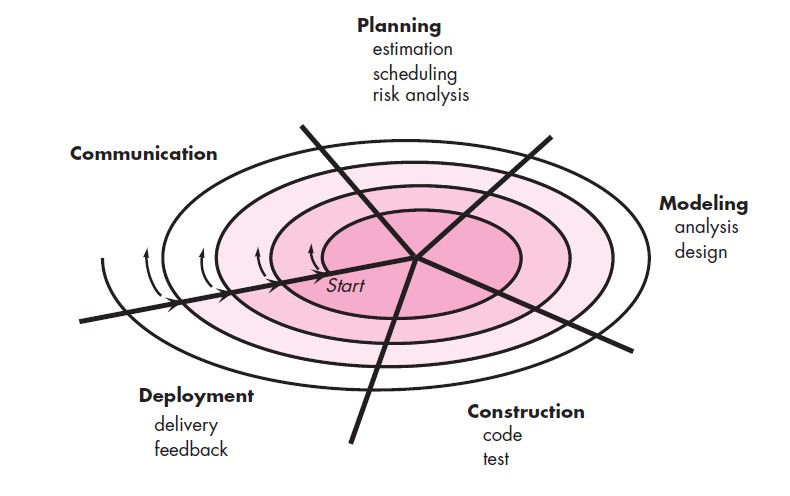 Planning
estimation
scheduling
risk analysis
Communication
Modeling
analysis
design
Start
Deployment
delivery
feedback
Construction
code
test